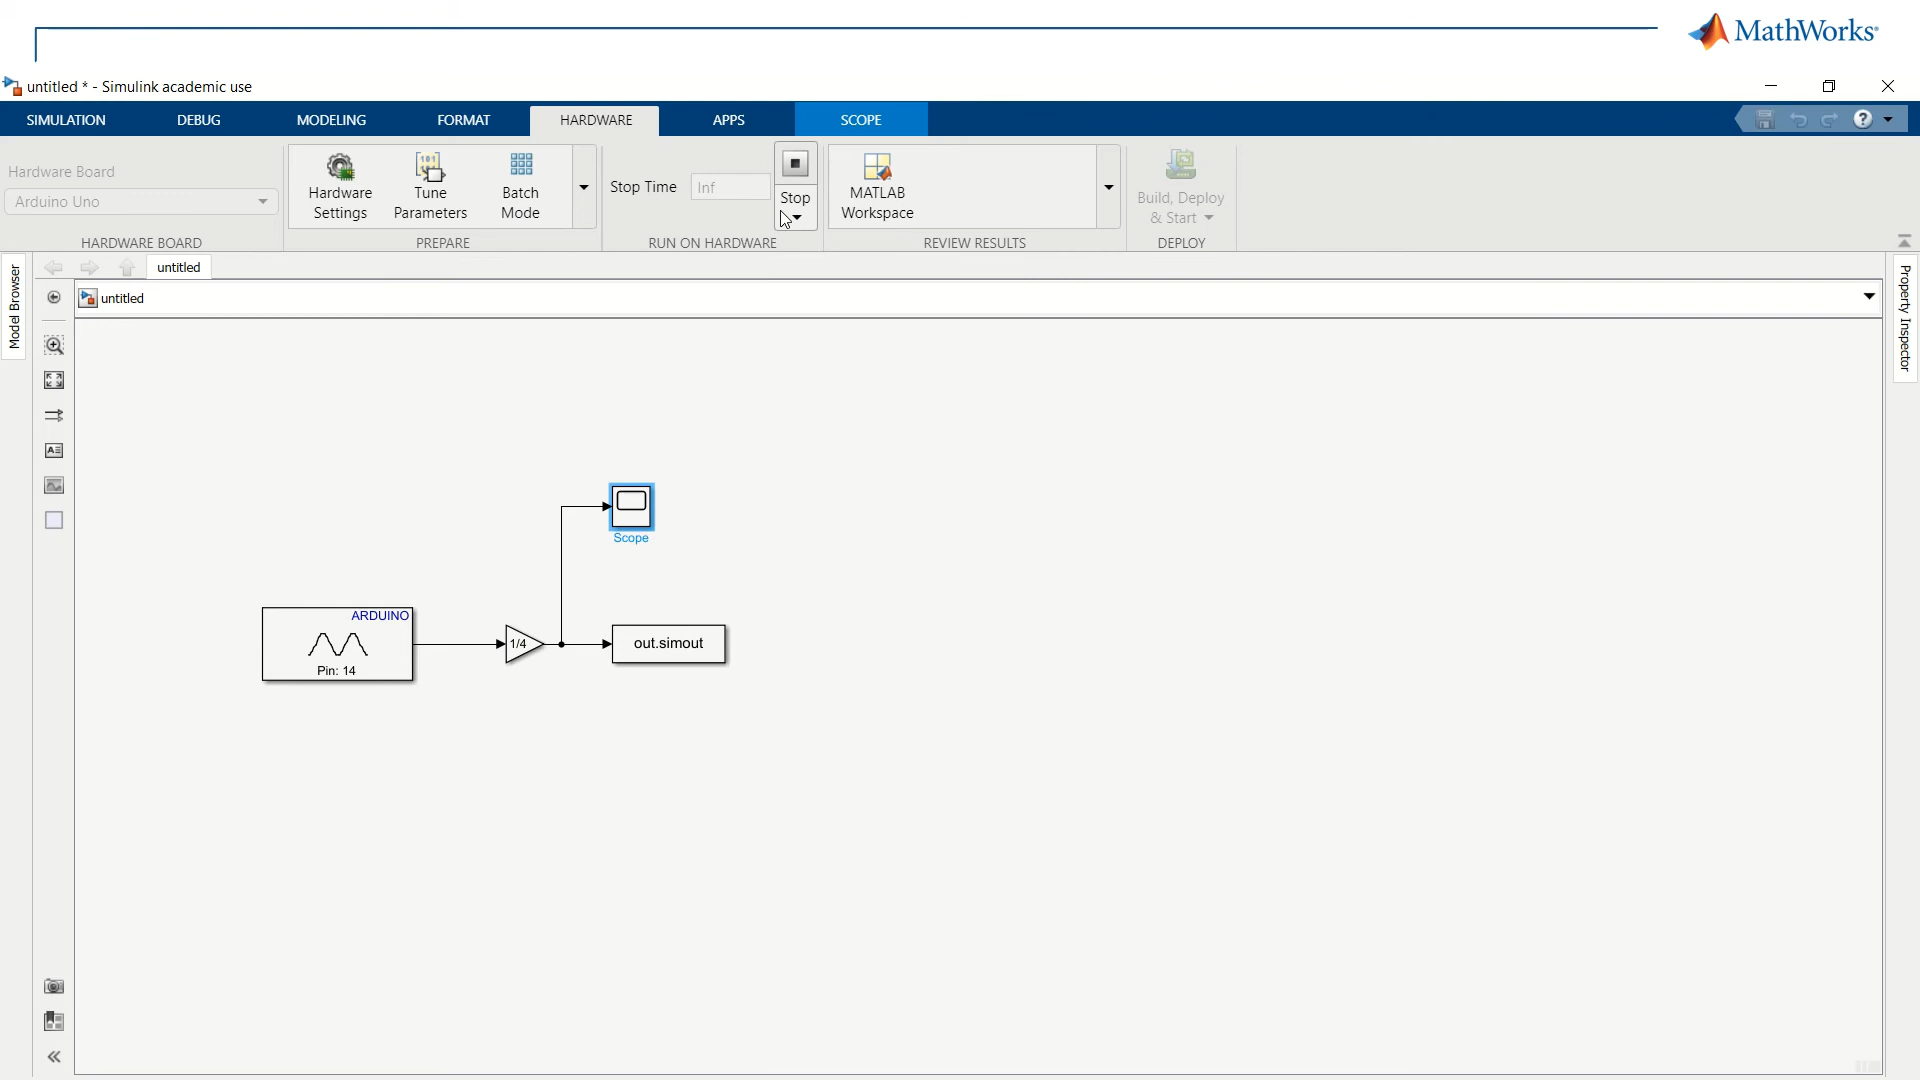 MathWorks®
untitled * - Simulink academic use
SIMULATION DEBUG MODELING FORMAT HARDWARE APPS SCOPE
Hardware Board
Arduino Uno
HARDWARE BOARD
Hardware
Settings
Tune
Parameters
Batch
Mode
PREPARE
Stop Time Inf
Stop
RUN ON HARDWARE
MATLAB
Workspace
REVIEW RESULTS
Build, Deploy
& Start
DEPLOY
Model Browser
untitled
untitled
Property Inspector
Scope
ARDUINO
Pin: 14
1/4
out.simout